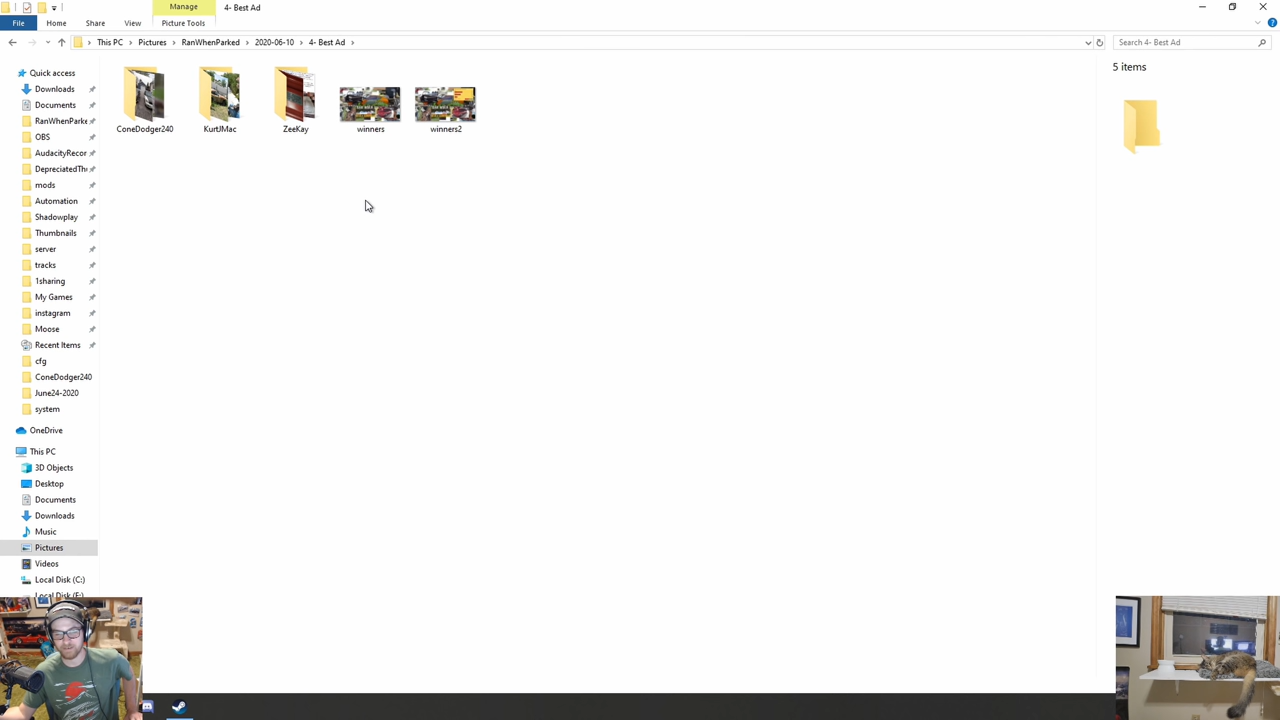 Manage
4- Best Ad
File
Home
Share
View
Picture Tools
This PC
Pictures
RanWhenParked
2020-06-10
4- Best Ad
Search 4- Best Ad
Quick access
Downloads
Documents
RanWhenParke
OBS
AudacityRecor
DepreciatedThu
mods
Automation
Shadowplay
Thumbnails
server
tracks
1sharing
My Games
instagram
Moose
Recent Items
cfg
ConeDodger240
June24-2020
system
OneDrive
This PC
3D Objects
Desktop
Documents
Downloads
Music
Pictures
Videos
Local Disk (C:)
Local Disk (E:)
ConeDodger240
KurtJMac
ZeeKay
winners
winners2
5 items